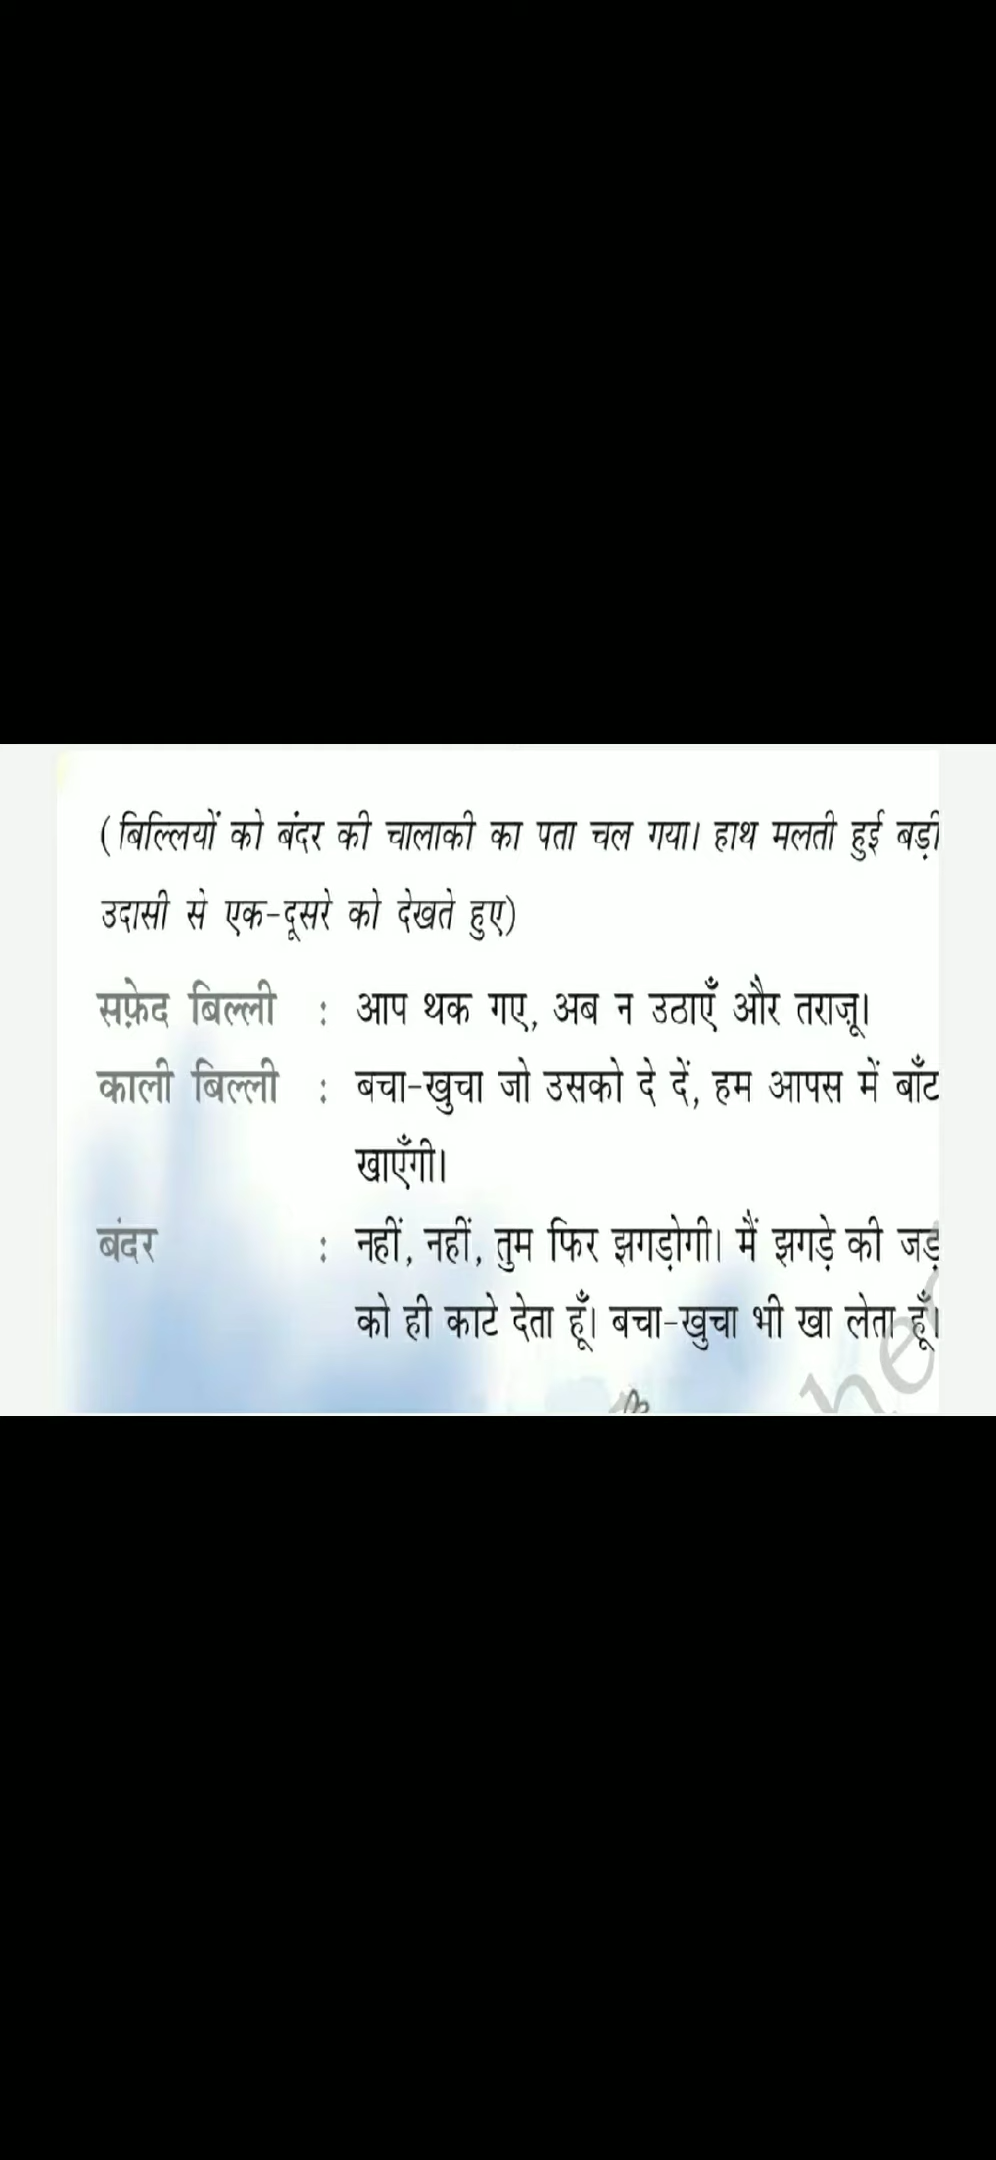 ( बिल्लियों को बंदर की चालाकी का पता चल गया। हाथ मलती हुई बड़ी
उदासी से एक-दूसरे को देखते हुए)
सफ़ेद बिल्ली : आप थक गए, अब न उठाएँ और तराज़ू।
काली बिल्ली : बचा-खुचा जो उसको दे दें, हम आपस में बाँट
खाएँगी।
बंदर : नहीं, नहीं, तुम फिर झगड़ोगी। मैं झगड़े की जड़
को ही काटे देता हूँ। बचा-खुचा भी खा लेता हूँ।